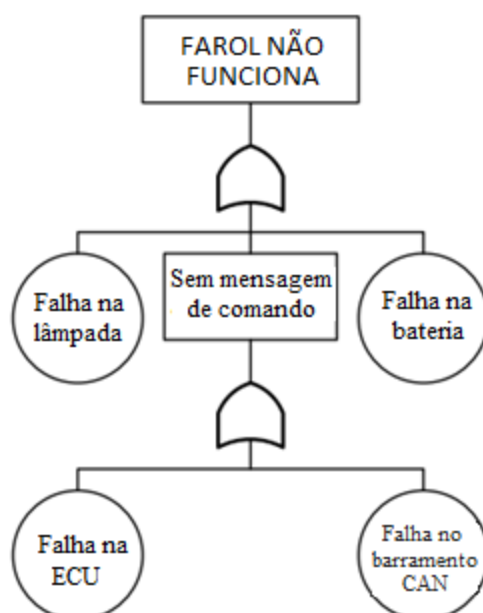 FAROL NÃO
FUNCIONA
Falha na
lâmpada
Sem mensagem
de comando
Falha na
bateria
Falha na
ECU
Falha no
barramento
CAN